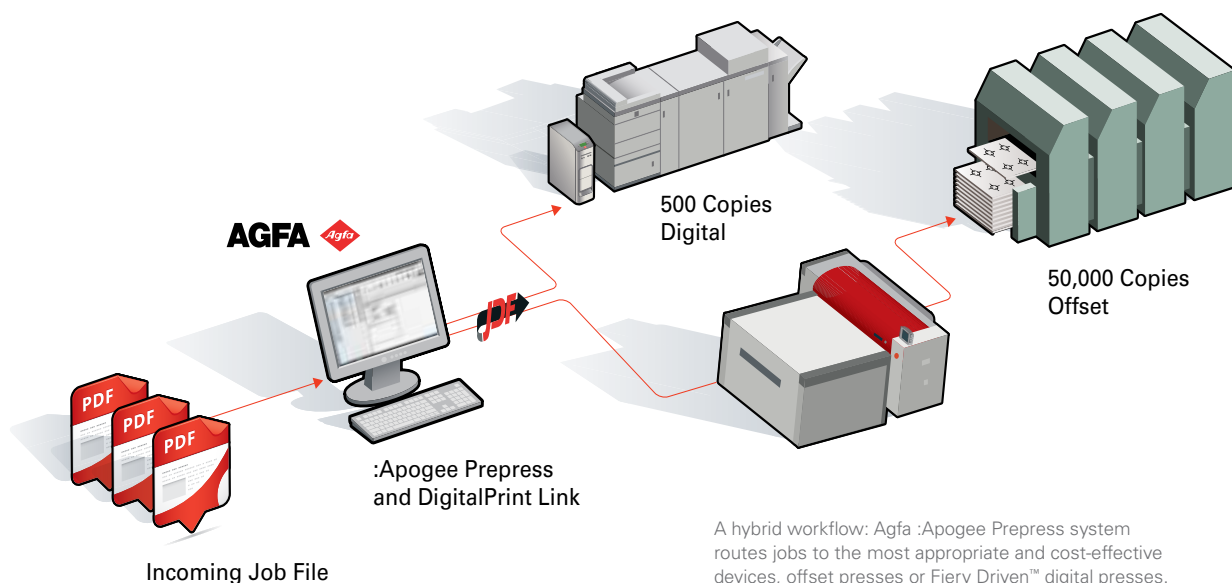 500 Copies
Digital
AGFA Agfa
50,000 Copies
Offset
JDF
PDF
PDF
PDF
:Apogee Prepress
and DigitalPrint Link
Incoming Job File
A hybrid workflow: Agfa :Apogee Prepress system
routes jobs to the most appropriate and cost-effective
devices, offset presses or Fiery Driven™ digital presses.